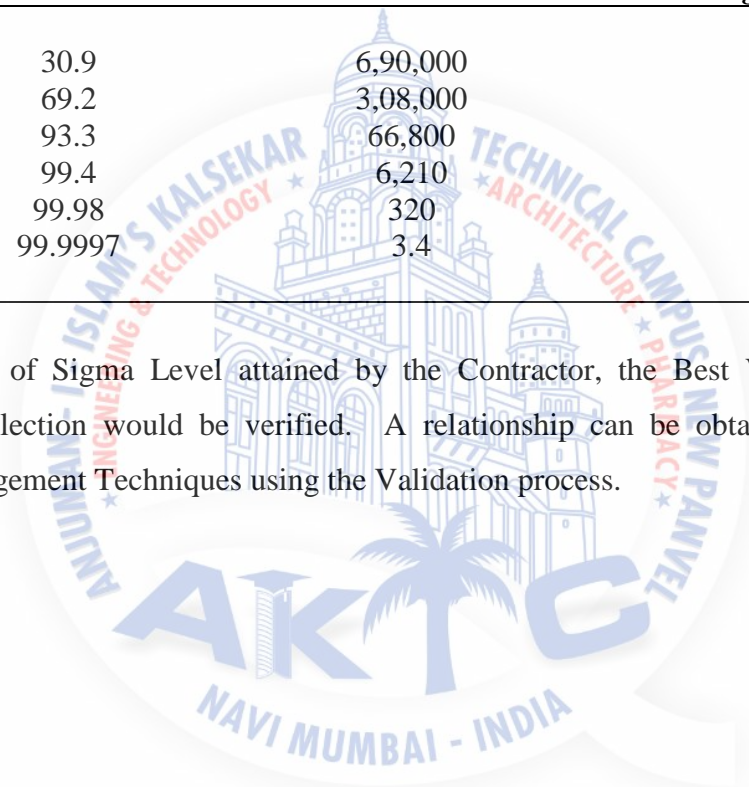 30.9 6,90,000
69.2 3,08,000
93.3 66,800
99.4 6,210
99.98 320
99.9997 3.4
of Sigma Level attained by the Contractor, the Best
would be verified. A relationship can be
Techniques using the Validation process.
ANJUMAN - I - ISLAM'S KALSEKAR TECHNICAL CAMPUS NEW PANVEL
ENGINEERING & TECHNOLOGY ★ ★ ARCHITECTURE ★ PHARMACY ★
AKTC
NAVI MUMBAI - INDIA